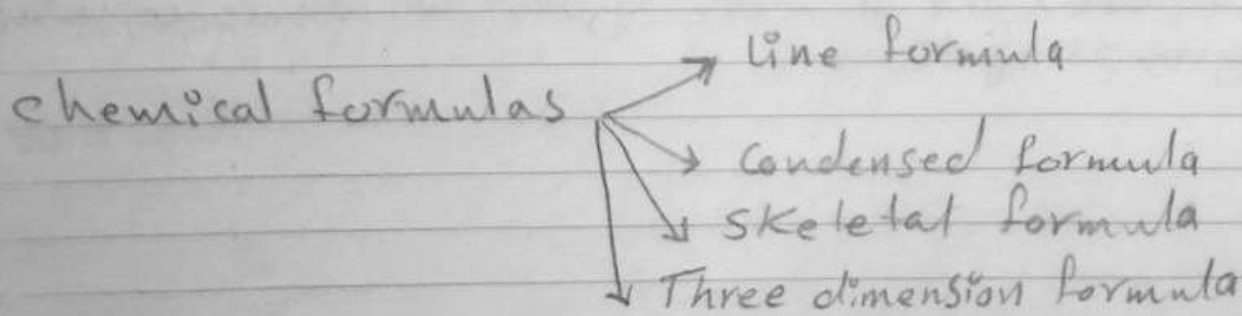 Line formula
chemical formulas
Condensed formula
Skeletal formula
Three dimension formula